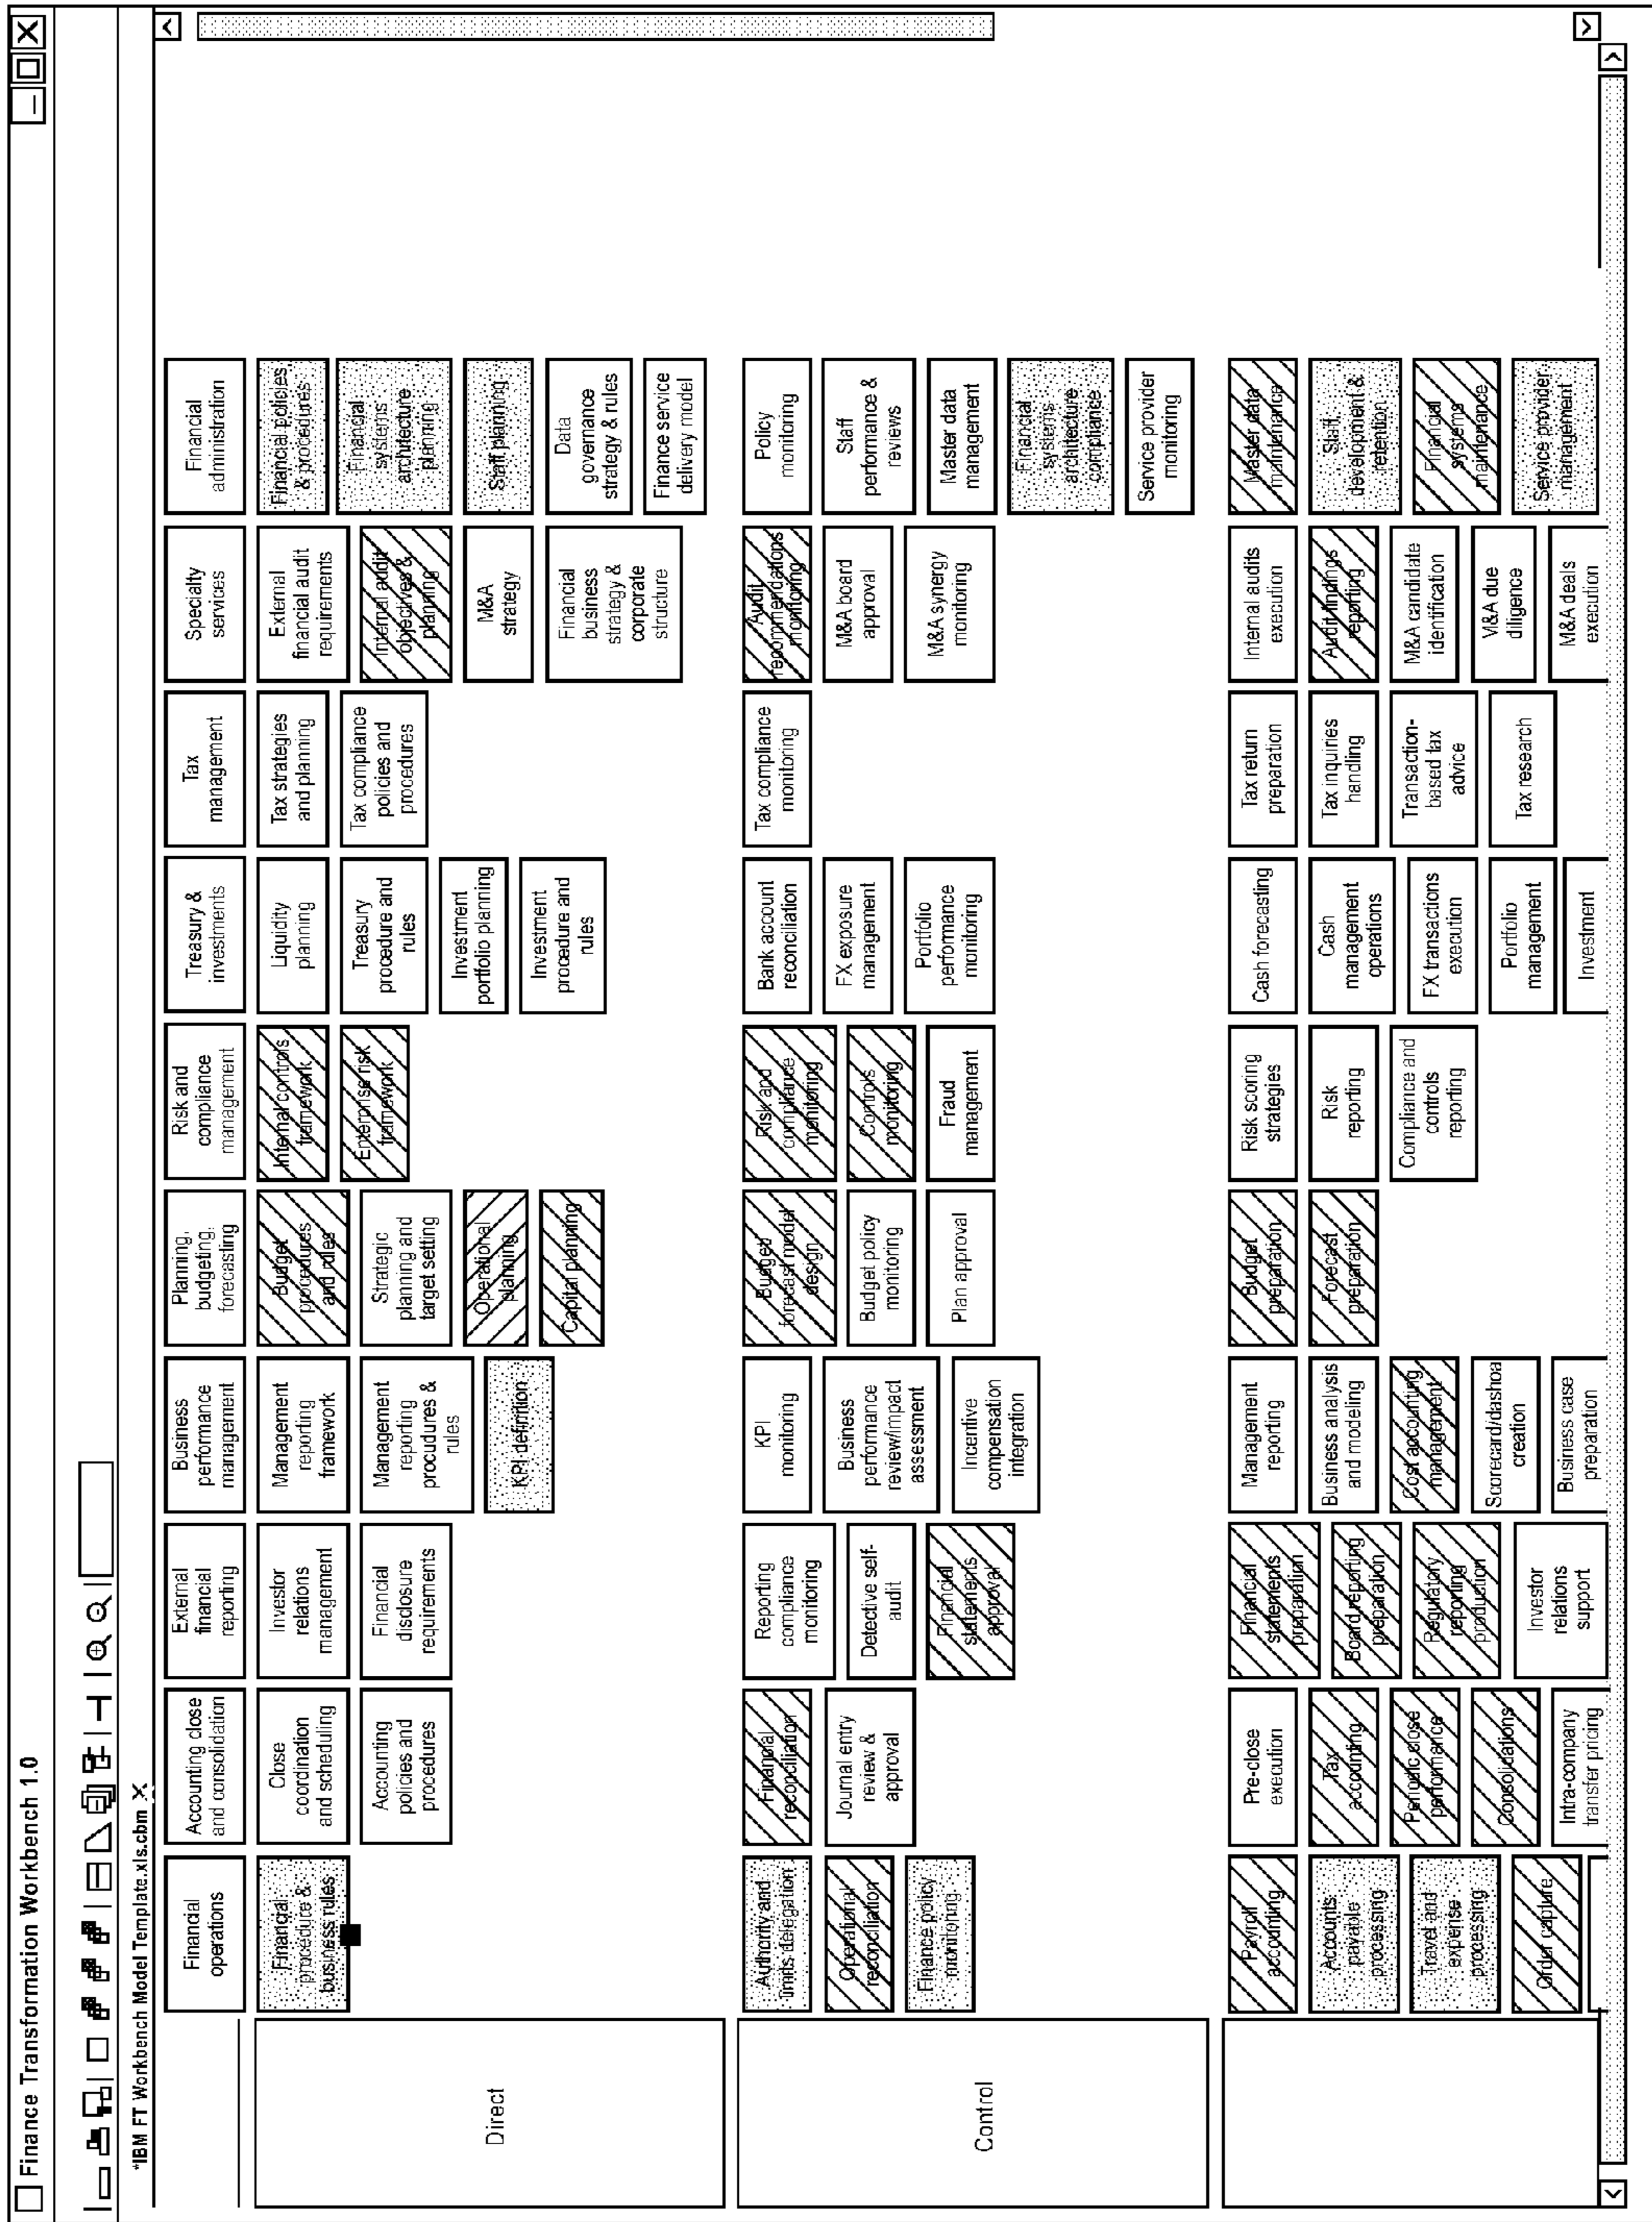 Finance Transformation Workbench 1.0
*IBM FT Workbench Model Template.xls.cbm
Financial
operations
Accounting close
and consolidation
External
financial
reporting
Business
performance
management
Planning,
budgeting,
forecasting
Risk and
compliance
management
Treasury &
investments
Tax
management
Specialty
services
Financial
administration
Direct
Financial
procedure &
business rules
Close
coordination
and scheduling
Accounting
policies and
procedures
Investor
relations
management
Financial
disclosure
requirements
Management
reporting
framework
Management
reporting
procudures &
rules
KPI definition
Budget
procedures
and rules
Strategic
planning and
target setting
Operational
planning
Capital planning
Internal controls
framework
Enterprise risk
framework
Liquidity
planning
Treasury
procedure and
rules
Investment
portfolio planning
Investment
procedure and
rules
Tax strategies
and planning
Tax compliance
policies and
procedures
External
financial audit
requirements
Internal audit
objectives &
planning
M&A
strategy
Financial
business
strategy &
corporate
structure
Financial policies
& procedures
Financial
systems
architecture
planning
Staff planning
Data
governance
strategy & rules
Finance service
delivery model
Control
Authority and
limits delegation
Operational
reconciliation
Finance policy
monitoring
Financial
reconciliation
Journal entry
review &
approval
Reporting
compliance
monitoring
Detective self-
audit
Financial
statements
approval
KPI
monitoring
Business
performance
review/impact
assessment
Incentive
compensation
integration
Budget
forecast model
design
Budget policy
monitoring
Plan approval
Risk and
compliance
monitoring
Controls
monitoring
Fraud
management
Bank account
reconciliation
FX exposure
management
Portfolio
performance
monitoring
Tax compliance
monitoring
Audit
recommendations
monitoring
M&A board
approval
M&A synergy
monitoring
Policy
monitoring
Staff
performance &
reviews
Master data
management
Financial
systems
architecture
compliance
Service provider
monitoring
Payroll
accounting
Accounts
payable
processing
Travel and
expense
processing
Order capture
Pre-close
execution
Tax
accounting
Periodic close
performance
Consolidations
Intra-company
transfer pricing
Financial
statements
preparation
Board reporting
preparation
Regulatory
reporting
production
Investor
relations
support
Management
reporting
Business analysis
and modeling
Cost accounting
management
Scorecard/dashboa
creation
Business case
preparation
Budget
preparation
Forecast
preparation
Risk scoring
strategies
Risk
reporting
Compliance and
controls
reporting
Cash forecasting
Cash
management
operations
FX transactions
execution
Portfolio
management
Investment
Tax return
preparation
Tax inquiries
handling
Transaction-
based tax
advice
Tax research
Internal audits
execution
Audit findings
reporting
M&A candidate
identification
M&A due
diligence
M&A deals
execution
Master data
maintenance
Staff
development &
retention
Financial
systems
maintenance
Service provider
management